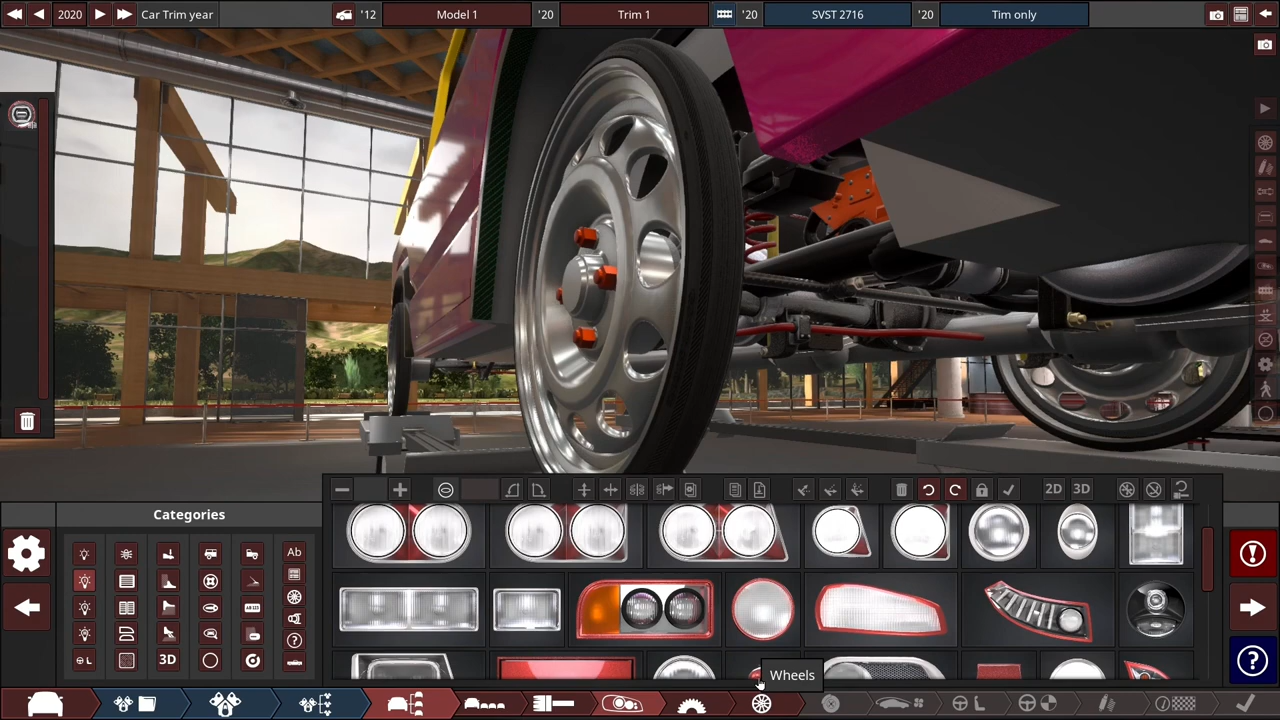 2020 Car Trim year '12 Model 1 '20 Trim 1 '20 SVST 2716 '20 Tim only
2D 3D
Categories
Ab
L
3D
Wheels